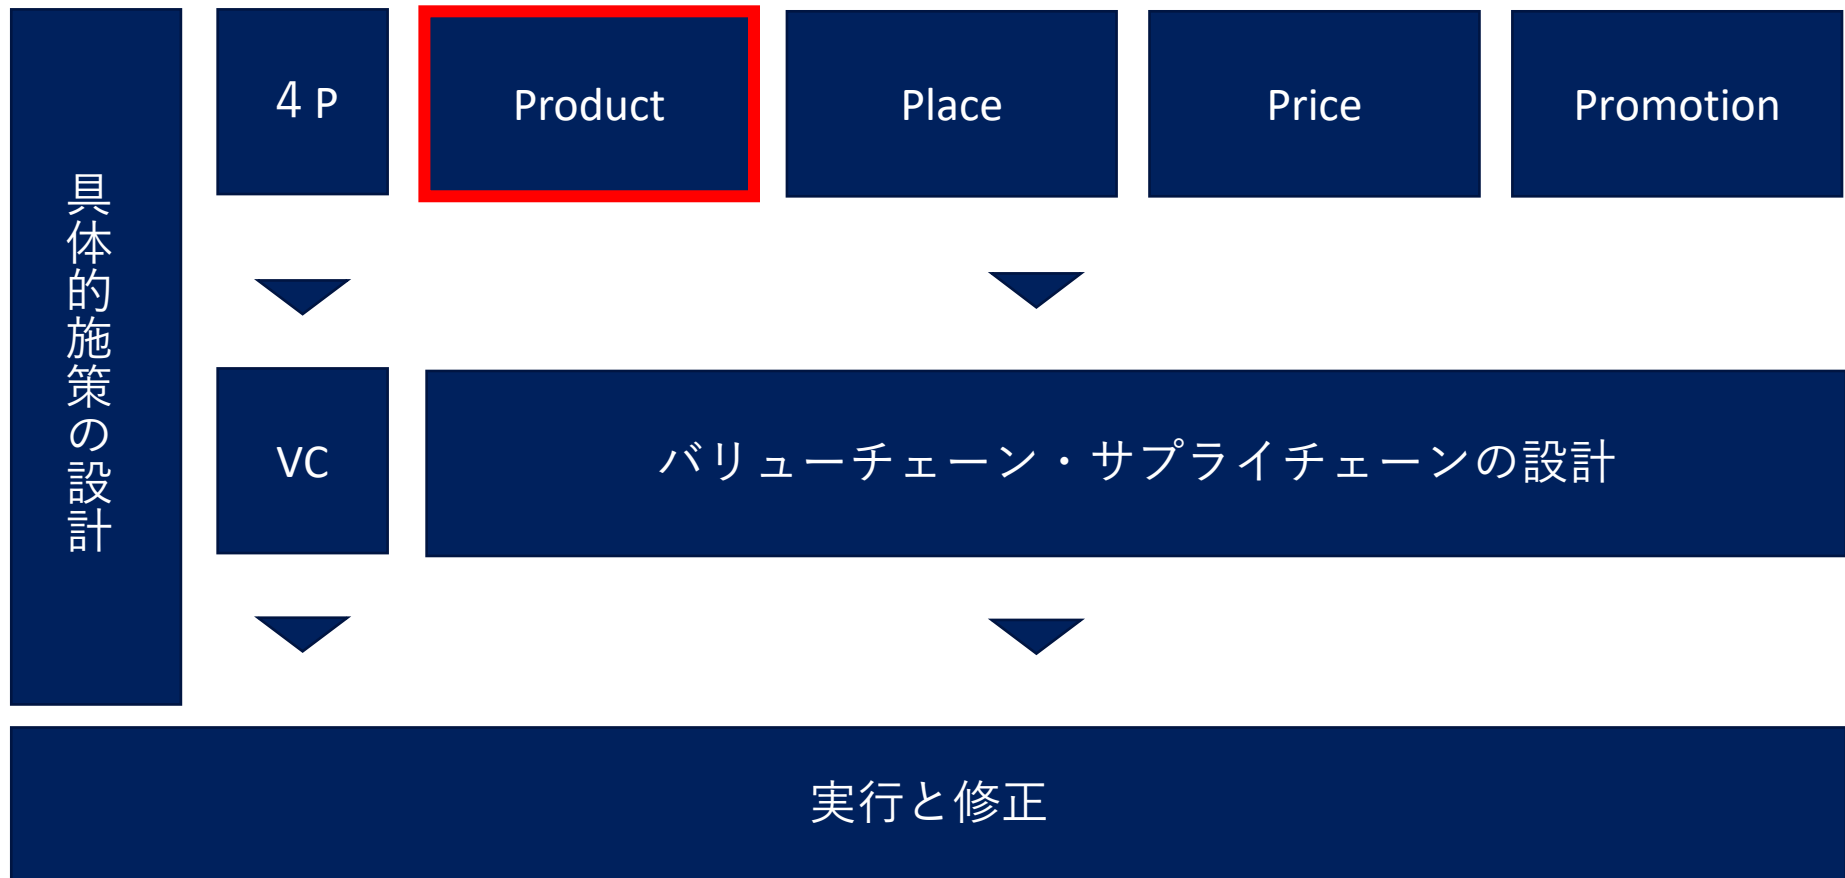 具体的施策の設計
４P
Product
Place
Price
Promotion
VC
バリューチェーン・サプライチェーンの設計
実行と修正